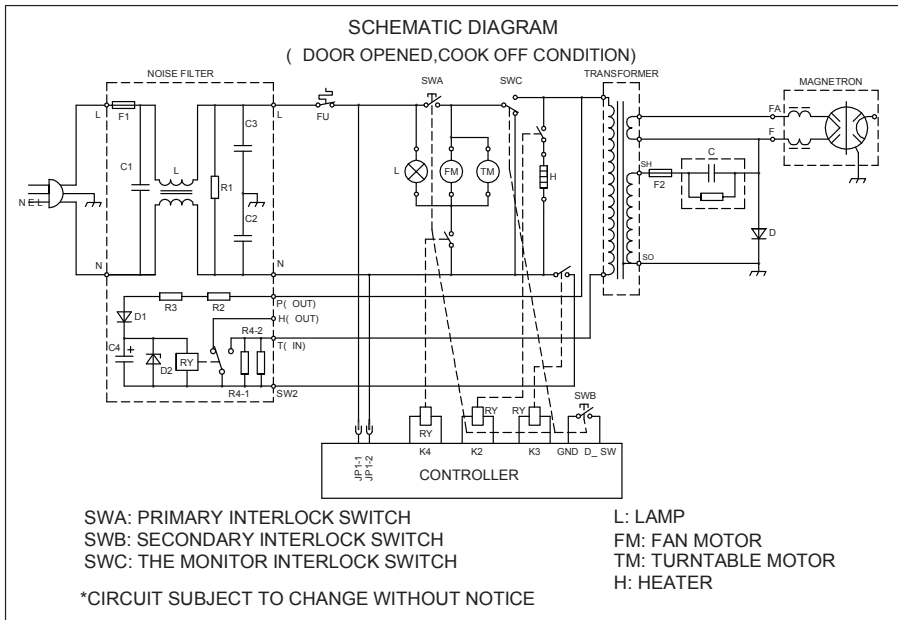 SCHEMATIC DIAGRAM
( DOOR OPENED,COOK OFF CONDITION)
NOISE FILTER
SWA
SWC
TRANSFORMER
MAGNETRON
L
F1
L
FU
FA
C3
F
C1
L
R1
L
FM
TM
H
SH
C
F2
N E L
C2
D
N
N
SO
R3
R2
P( OUT)
D1
H( OUT)
R4-2
T( IN)
C4
+
D2
RY
R4-1
SW2
SWB
RY
RY
RY
JP1-1
JP1-2
K4
K2
K3
GND
D_ SW
CONTROLLER
SWA: PRIMARY INTERLOCK SWITCH
SWB: SECONDARY INTERLOCK SWITCH
SWC: THE MONITOR INTERLOCK SWITCH
L: LAMP
FM: FAN MOTOR
TM: TURNTABLE MOTOR
H: HEATER
*CIRCUIT SUBJECT TO CHANGE WITHOUT NOTICE